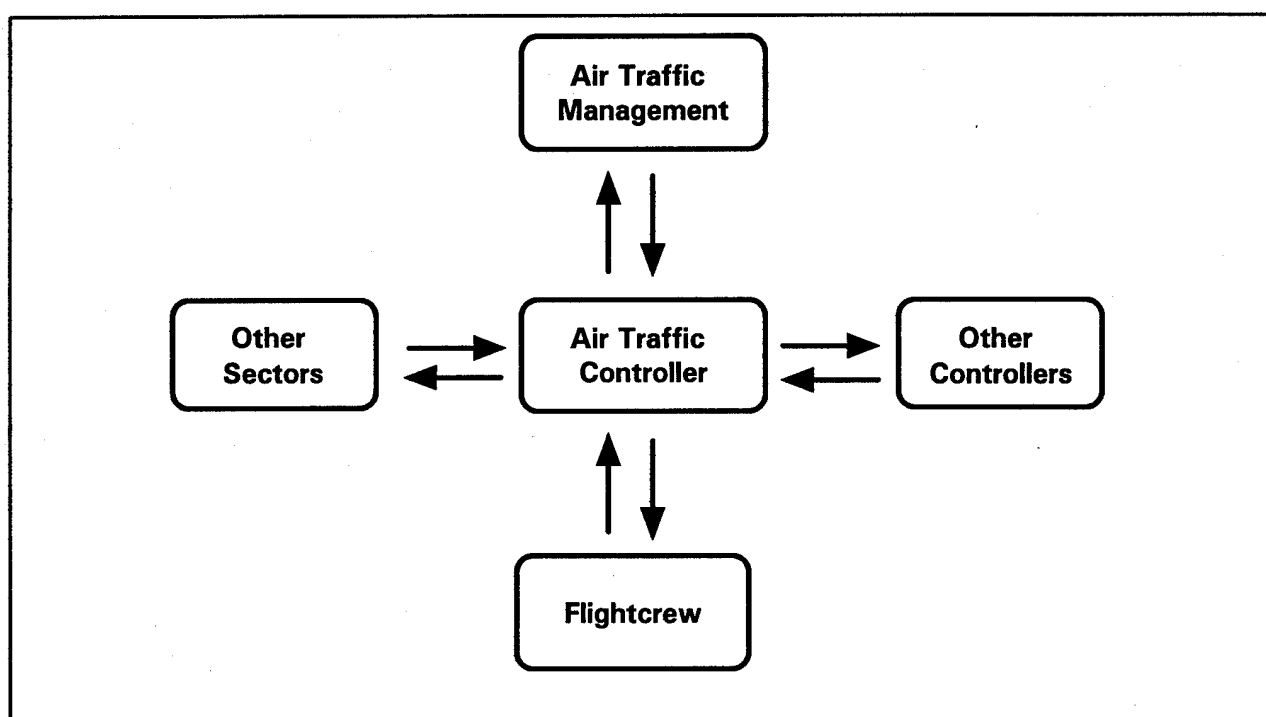 Air Traffic
Management
Other
Sectors
Air Traffic
Controller
Other
Controllers
Flightcrew